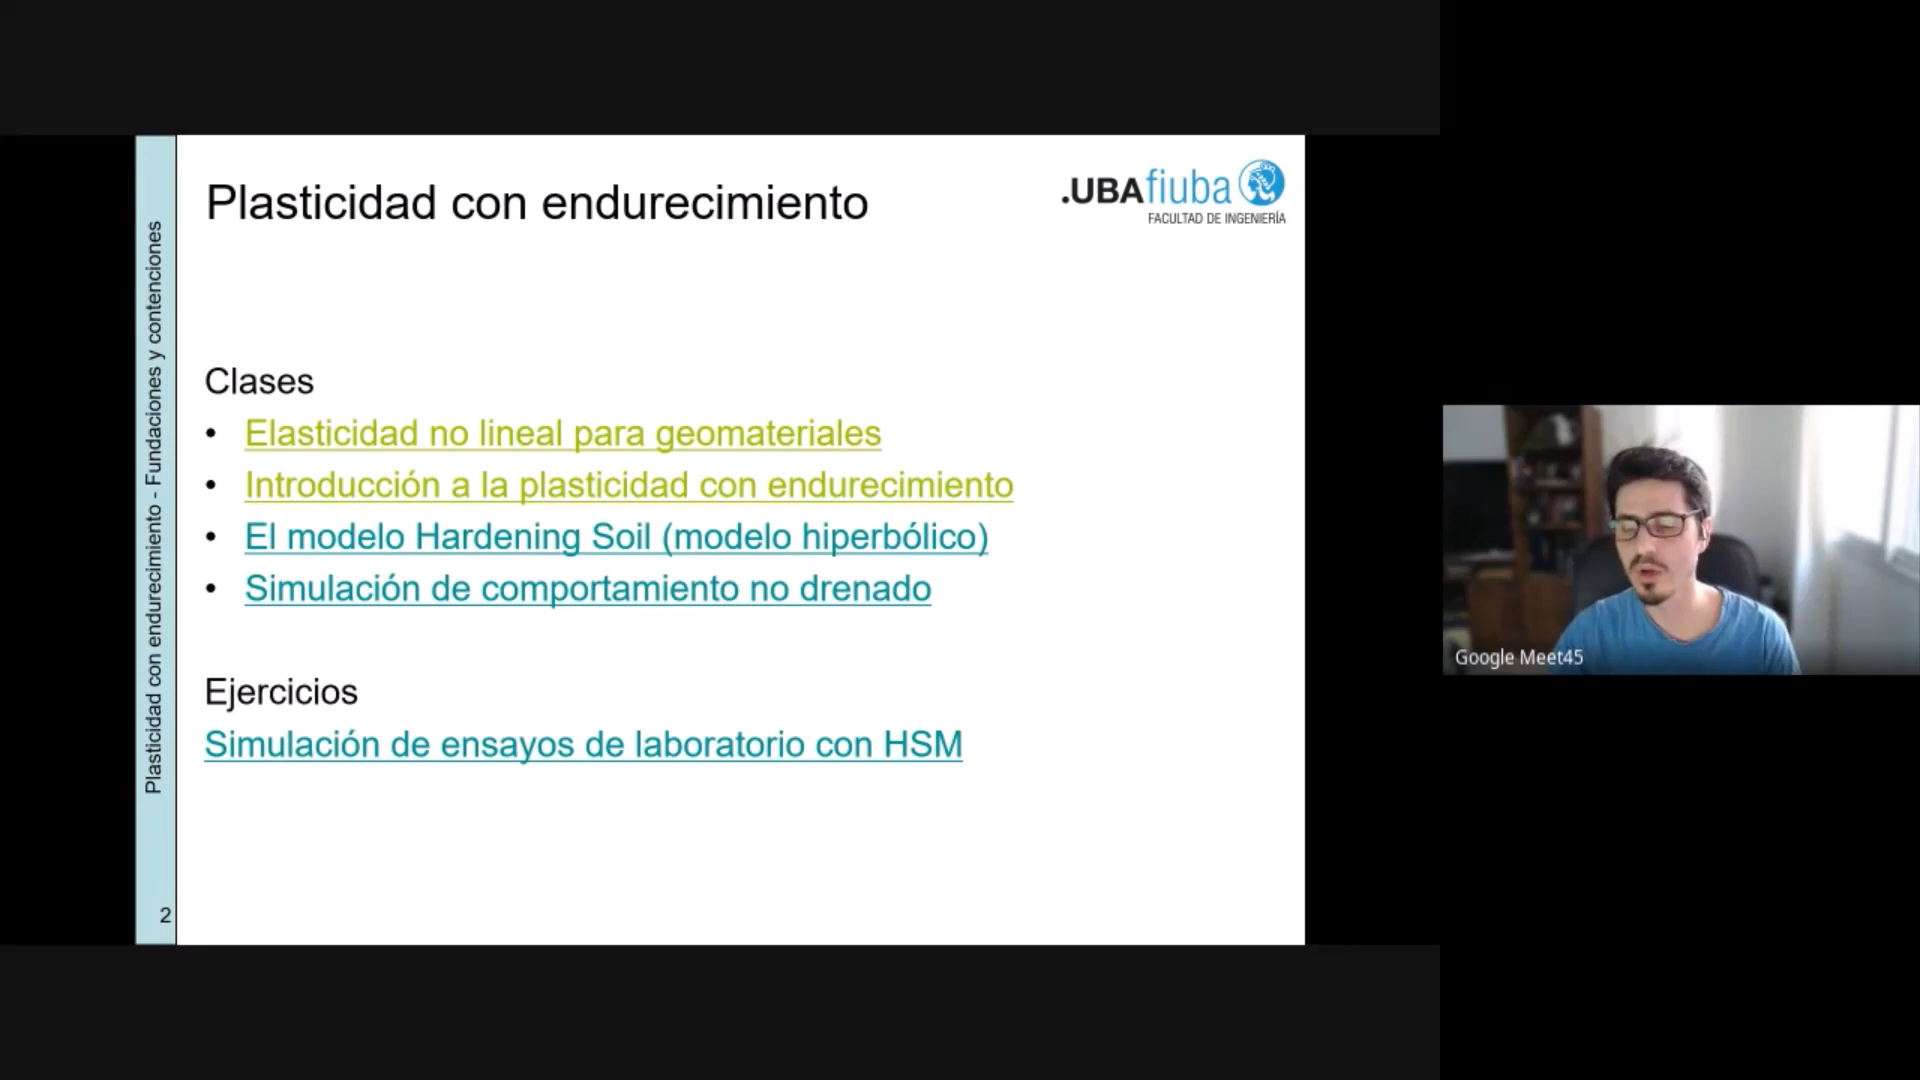 Plasticidad con endurecimiento
.UBAfiuba
FACULTAD DE INGENIERÍA
Plasticidad con endurecimiento - Fundaciones y contenciones
Clases
• Elasticidad no lineal para geomateriales
• Introducción a la plasticidad con endurecimiento
• El modelo Hardening Soil (modelo hiperbólico)
• Simulación de comportamiento no drenado
Ejercicios
Simulación de ensayos de laboratorio con HSM
2
Google Meet45